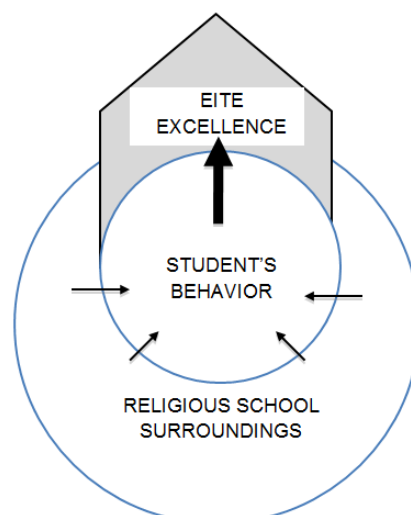 EITE
EXCELLENCE
STUDENT'S
BEHAVIOR
RELIGIOUS SCHOOL
SURROUNDINGS